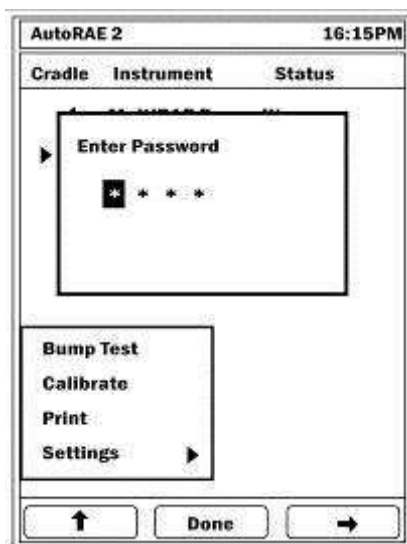 AutoRAE 2 16:15PM
Cradle Instrument Status
Enter Password
* * * *
Bump Test
Calibrate
Print
Settings
Done